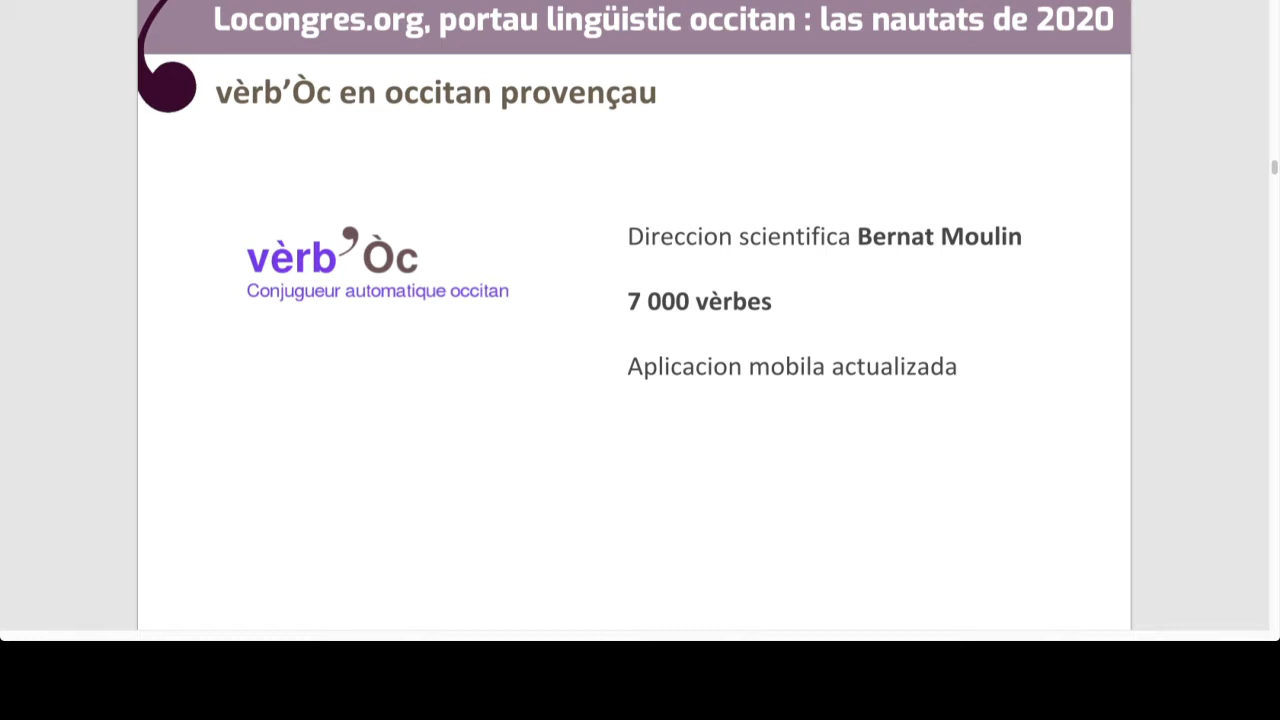 Locongres.org, portau lingüistic occitan : las nautats de 2020
vèrb’Òc en occitan provençau
vèrb’Òc
Conjugueur automatique occitan
Direccion scientifica Bernat Moulin
7 000 vèrbes
Aplicacion mobila actualizada